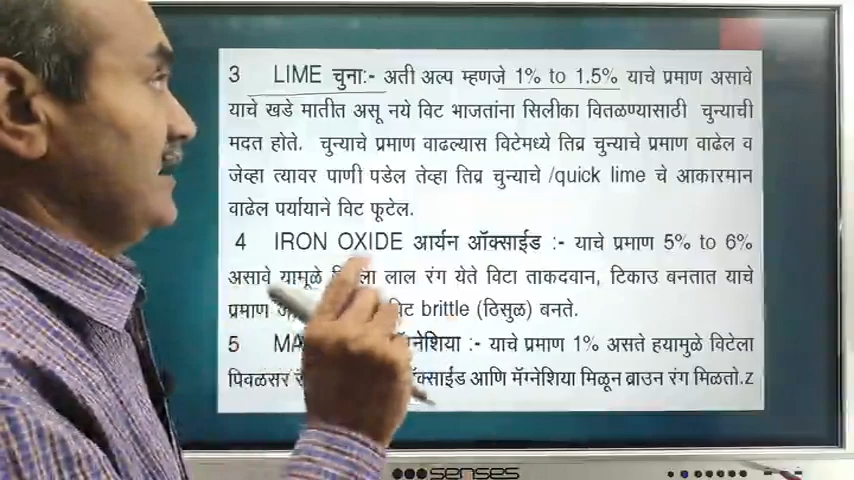 3 LIME चुना:- अती अल्प म्हणजे 1% to 1.5% याचे प्रमाण असावे
याचे खडे मातीत असू नये विट भाजतांना सिलीका वितळण्यासाठी चुन्याची
मदत होते. चुन्याचे प्रमाण वाढल्यास विटेमध्ये तिव्र चुन्याचे प्रमाण वाढेल व
जेव्हा त्यावर पाणी पडेल तेव्हा तिव्र चुन्याचे /quick lime चे आकारमान
वाढेल पर्यायाने विट फूटेल.
4 IRON OXIDE आर्यन ऑक्साईड :- याचे प्रमाण 5% to 6%
असावे यामूळे लाल रंग येते विटा ताकदवान, टिकाउ बनतात याचे
प्रमाण विट brittle (ठिसुळ) बनते.
5 :- याचे प्रमाण 1% असते हयामुळे विटेला
पिवळसर आणि मॅग्नेशिया मिळून ब्राउन रंग मिळतो.z
senses